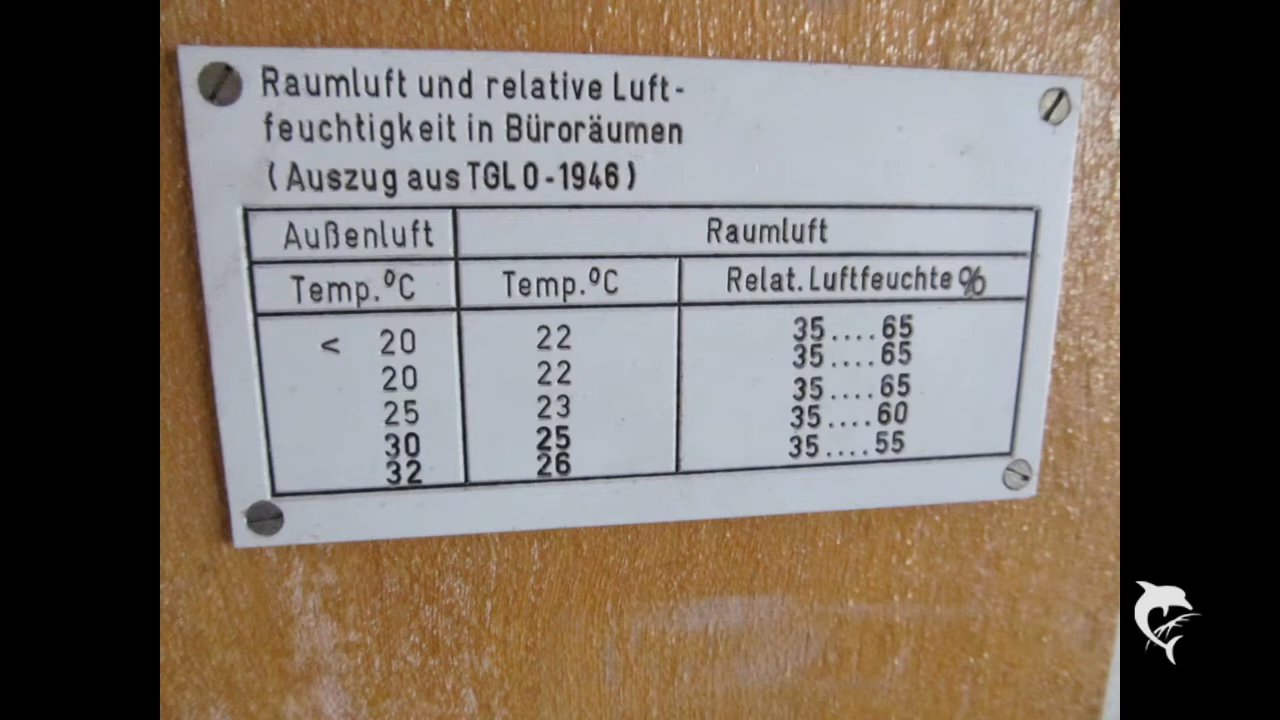 Raumluft und relative Luft-
feuchtigkeit in Büroräumen
(Auszug aus TGL 0-1946)
Außenluft Raumluft
Temp. °C Temp. °C Relat. Luftfeuchte %
< 20 22 35....65
20 22 35....65
25 23 35....65
30 25 35....60
32 26 35....55